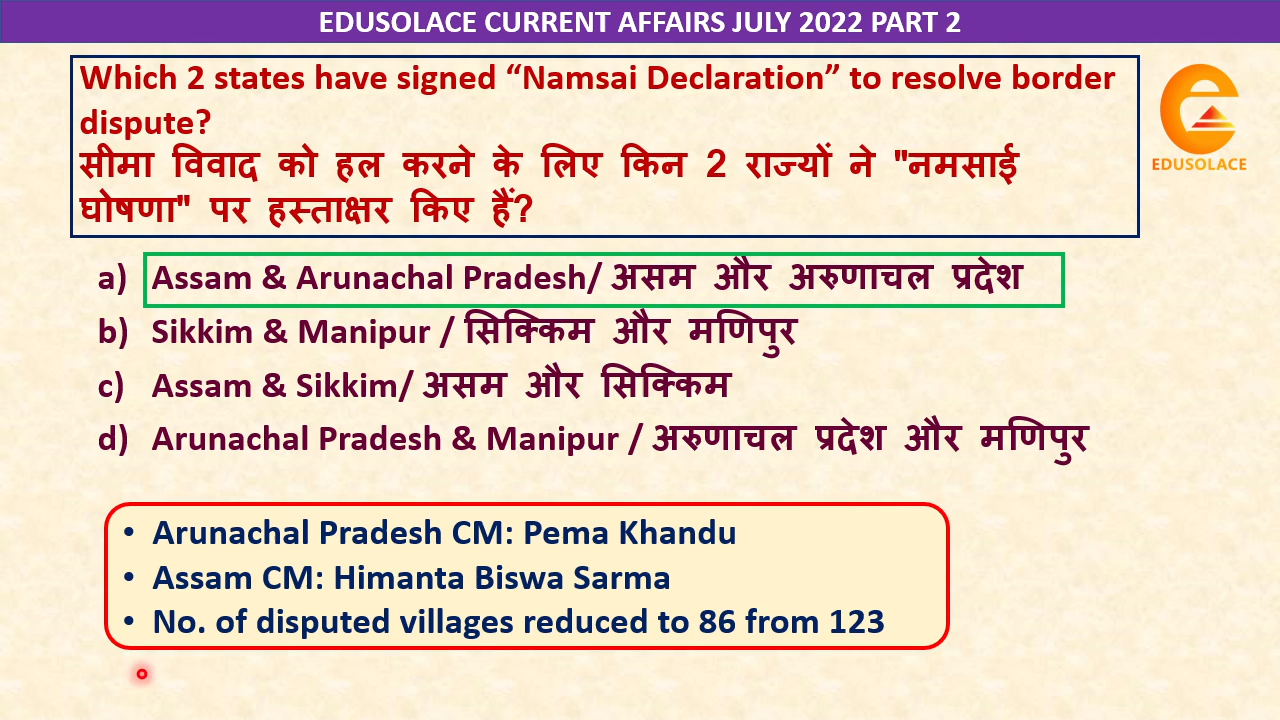 EDUSOLACE CURRENT AFFAIRS JULY 2022 PART 2
Which 2 states have signed “Namsai Declaration” to resolve border
dispute?
सीमा विवाद को हल करने के लिए किन 2 राज्यों ने "नमसाई
घोषणा" पर हस्ताक्षर किए हैं?
EDUSOLACE
a) Assam & Arunachal Pradesh/ असम और अरुणाचल प्रदेश
b) Sikkim & Manipur / सिक्किम और मणिपुर
c) Assam & Sikkim/ असम और सिक्किम
d) Arunachal Pradesh & Manipur / अरुणाचल प्रदेश और मणिपुर
• Arunachal Pradesh CM: Pema Khandu
• Assam CM: Himanta Biswa Sarma
• No. of disputed villages reduced to 86 from 123